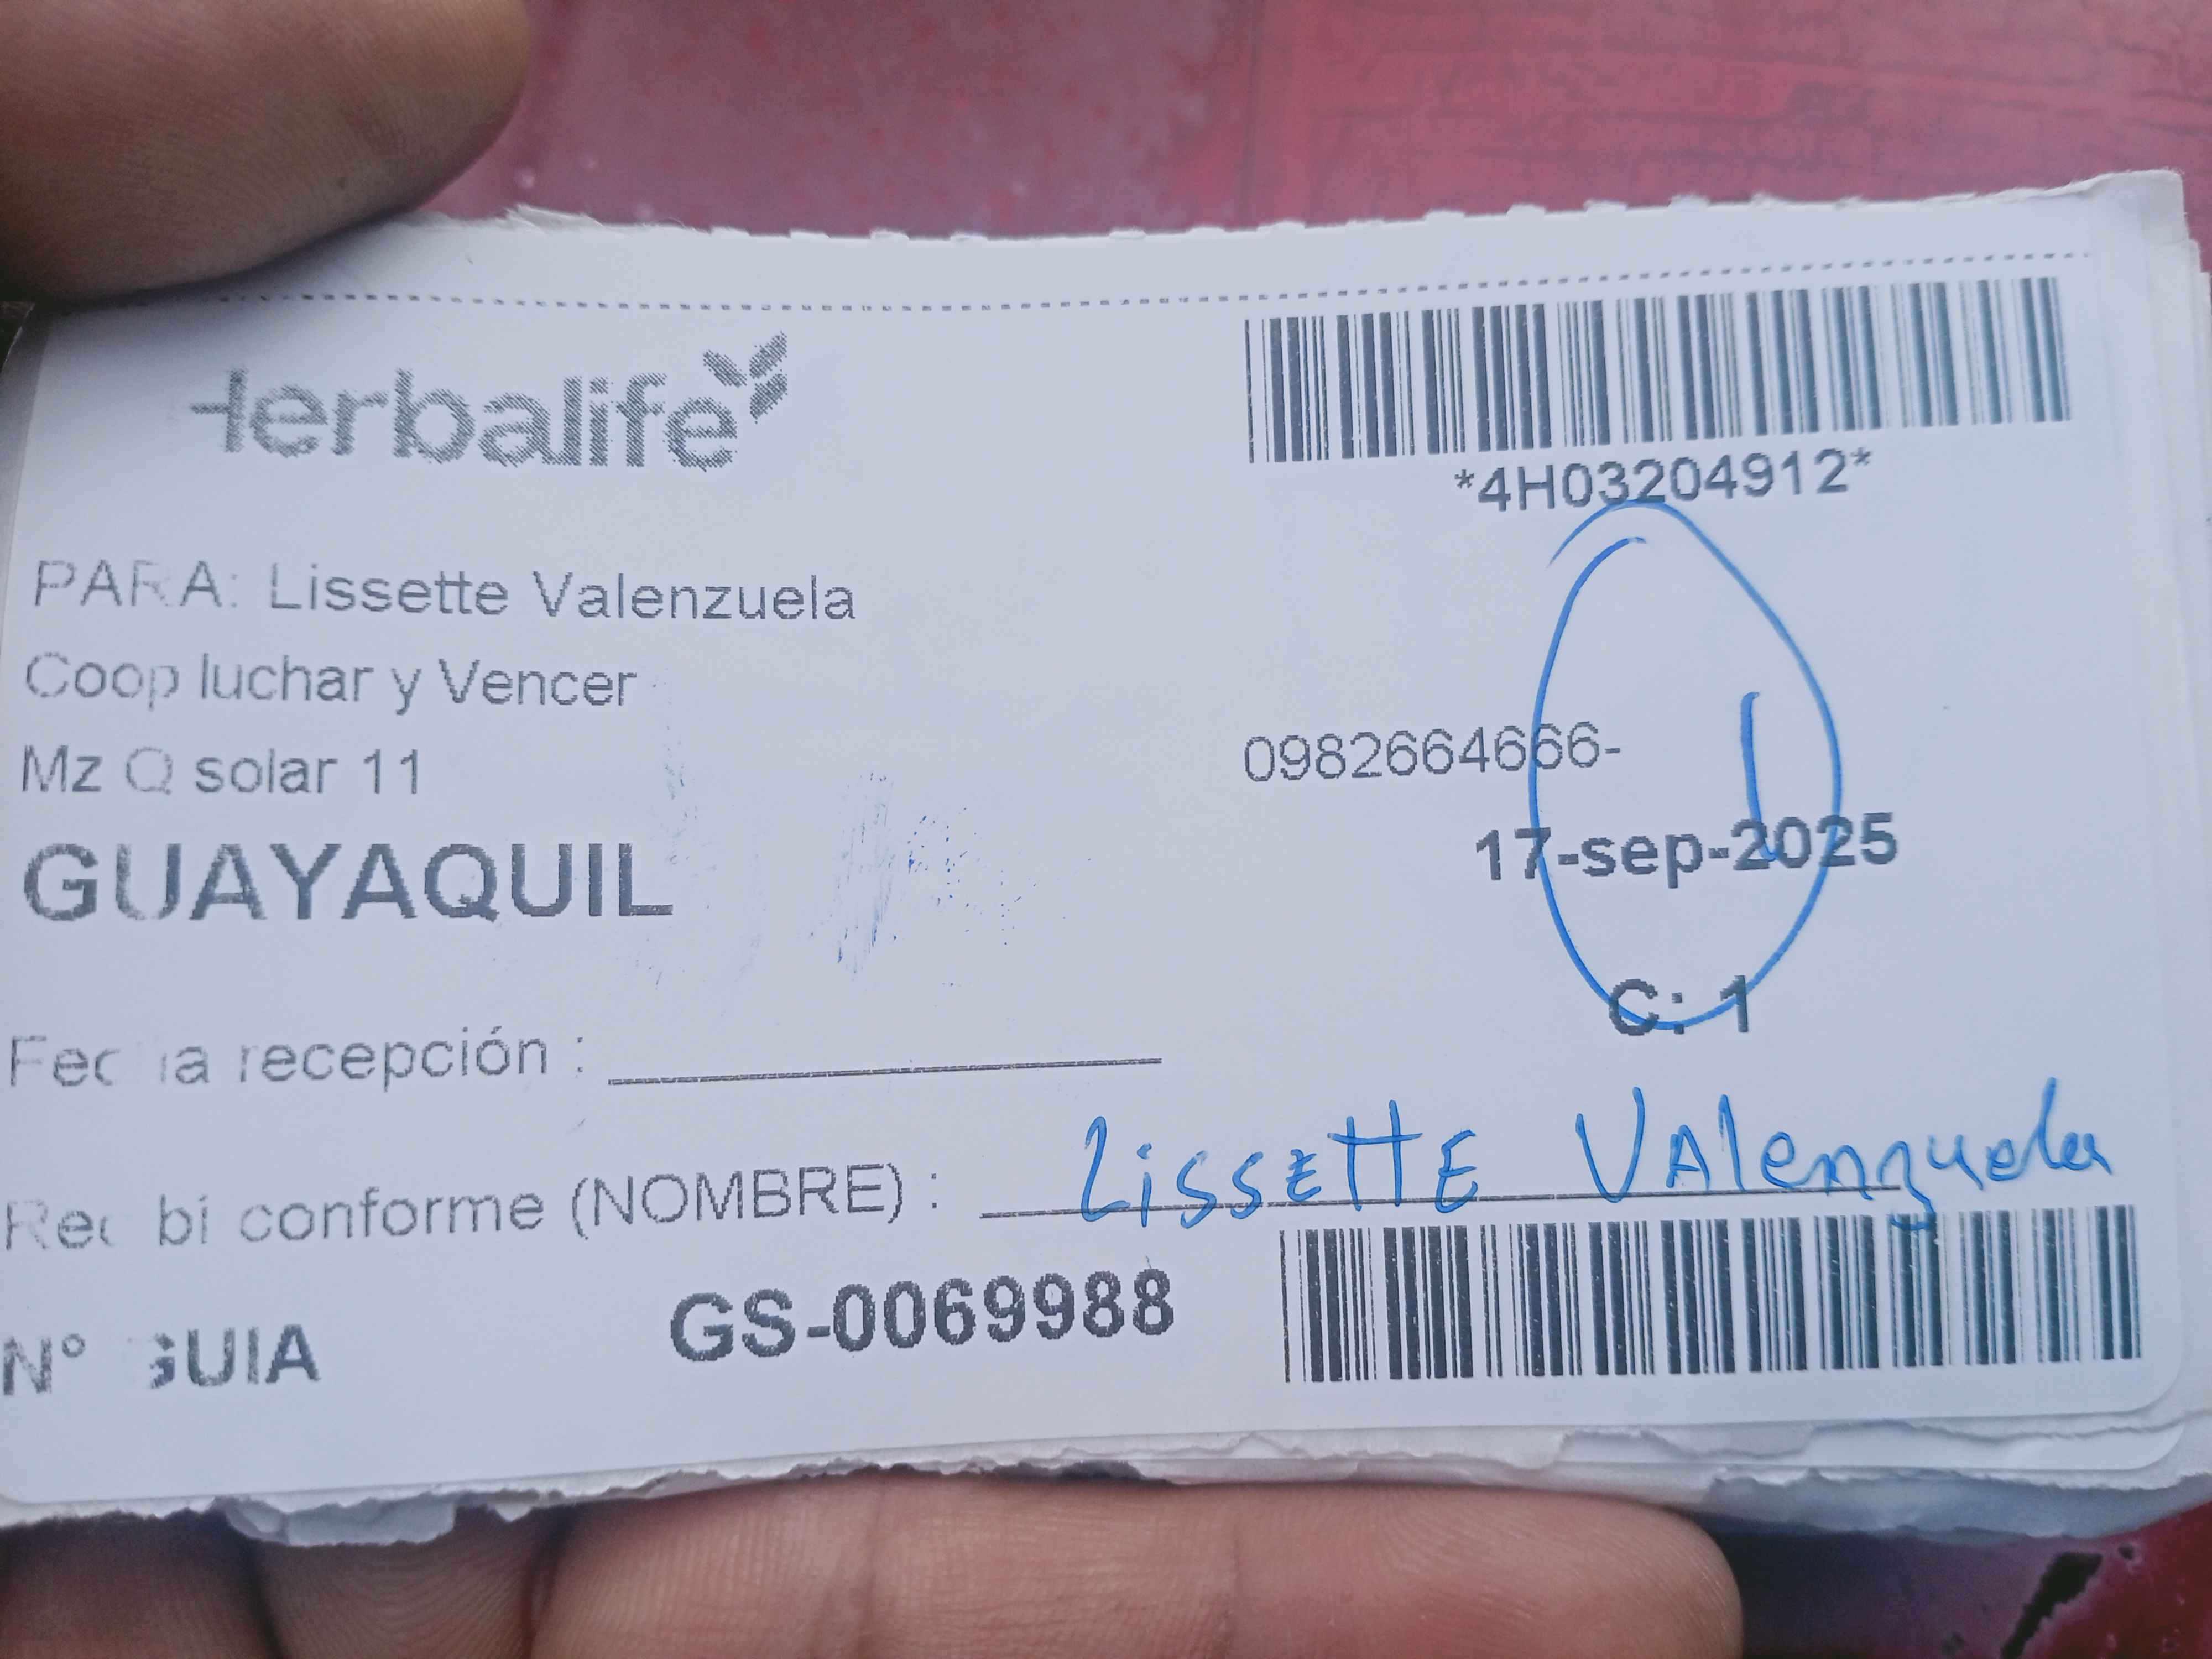 Herbalife
*4H03204912*
PARA: Lissette Valenzuela
Coop luchar y Vencer
Mz Q solar 11
0982664666-
GUAYAQUIL
17-sep-2025
C: 1
Fecha recepción :
Recibí conforme (NOMBRE) : Lissette Valenzuela
N° GUIA GS-0069988